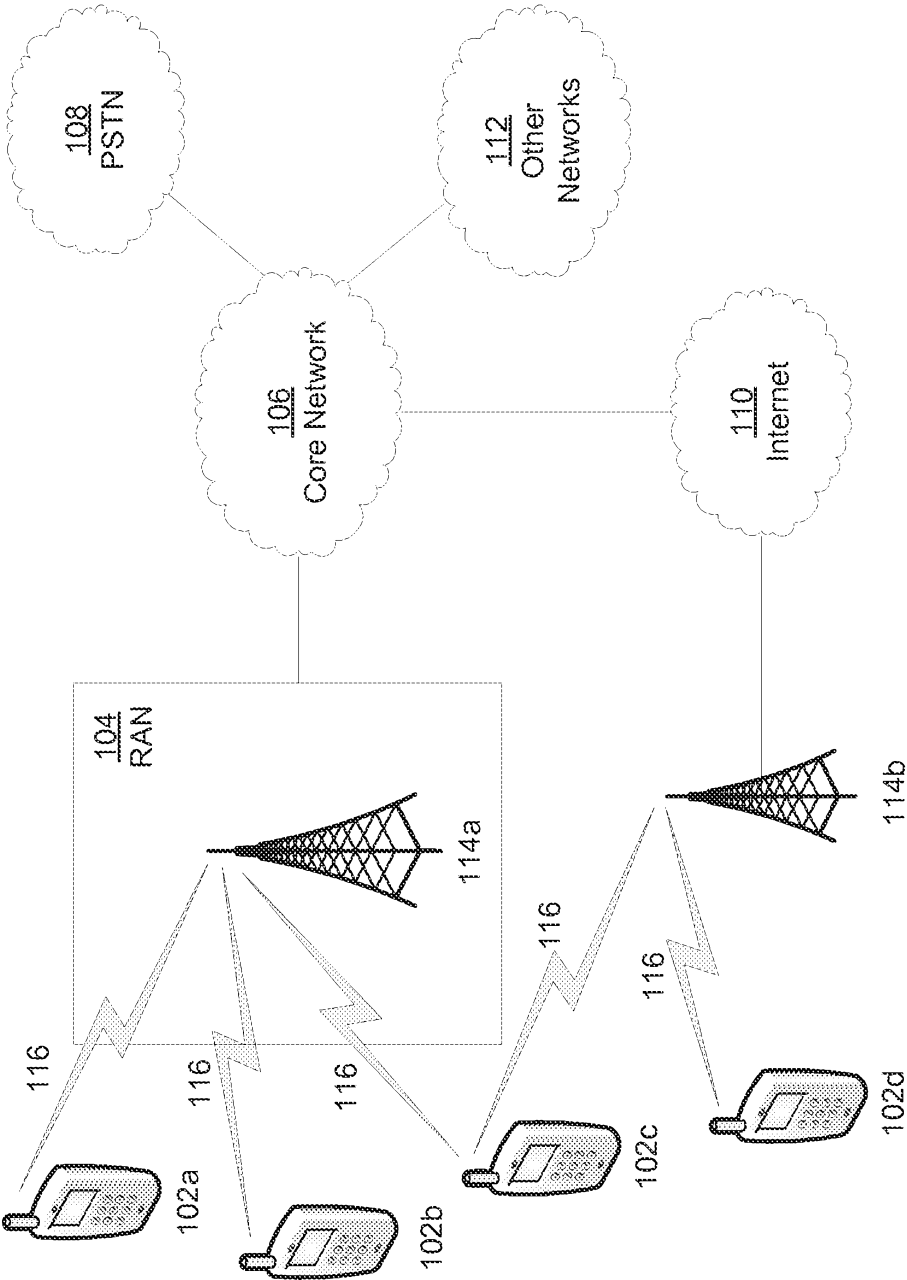 108
PSTN
112
Other
Networks
106
Core Network
110
Internet
104
RAN
114a
114b
116
116
116
116
116
102a
102b
102c
102d